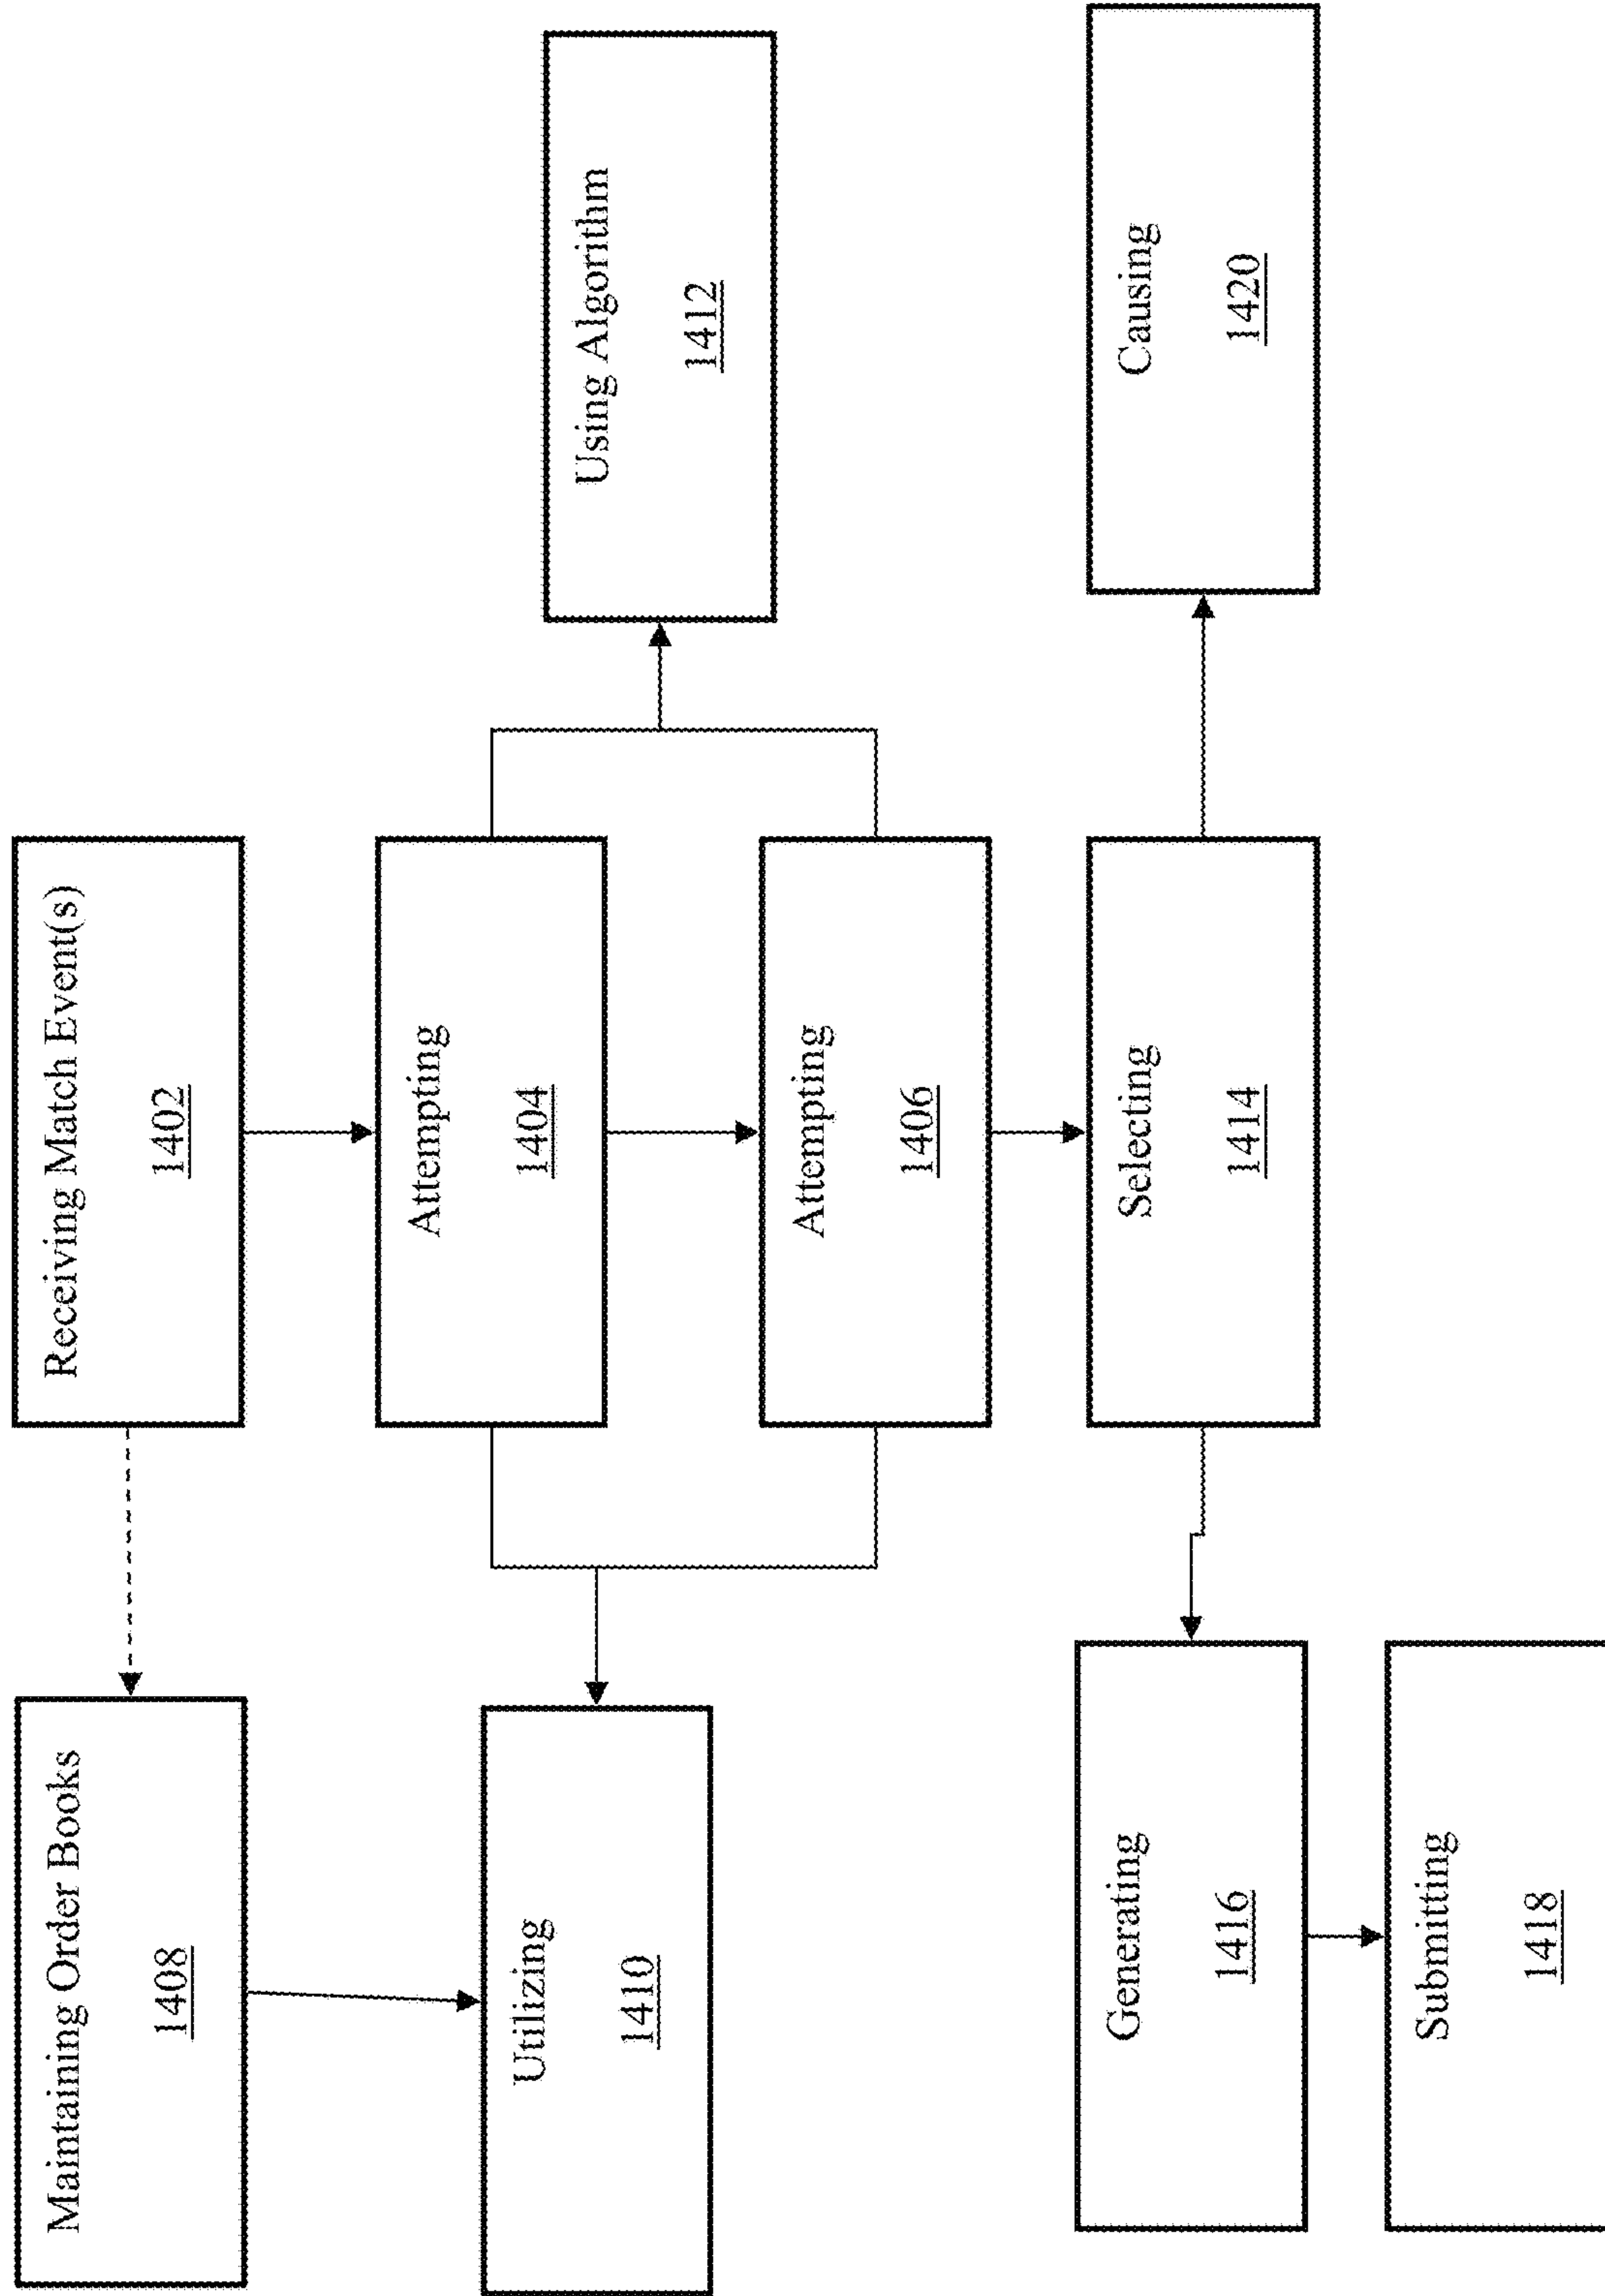 Maintaining Order Books
1408
Receiving Match Event(s)
1402
Attempting
1404
Using Algorithm
1412
Utilizing
1410
Attempting
1406
Generating
1416
Selecting
1414
Causing
1420
Submitting
1418